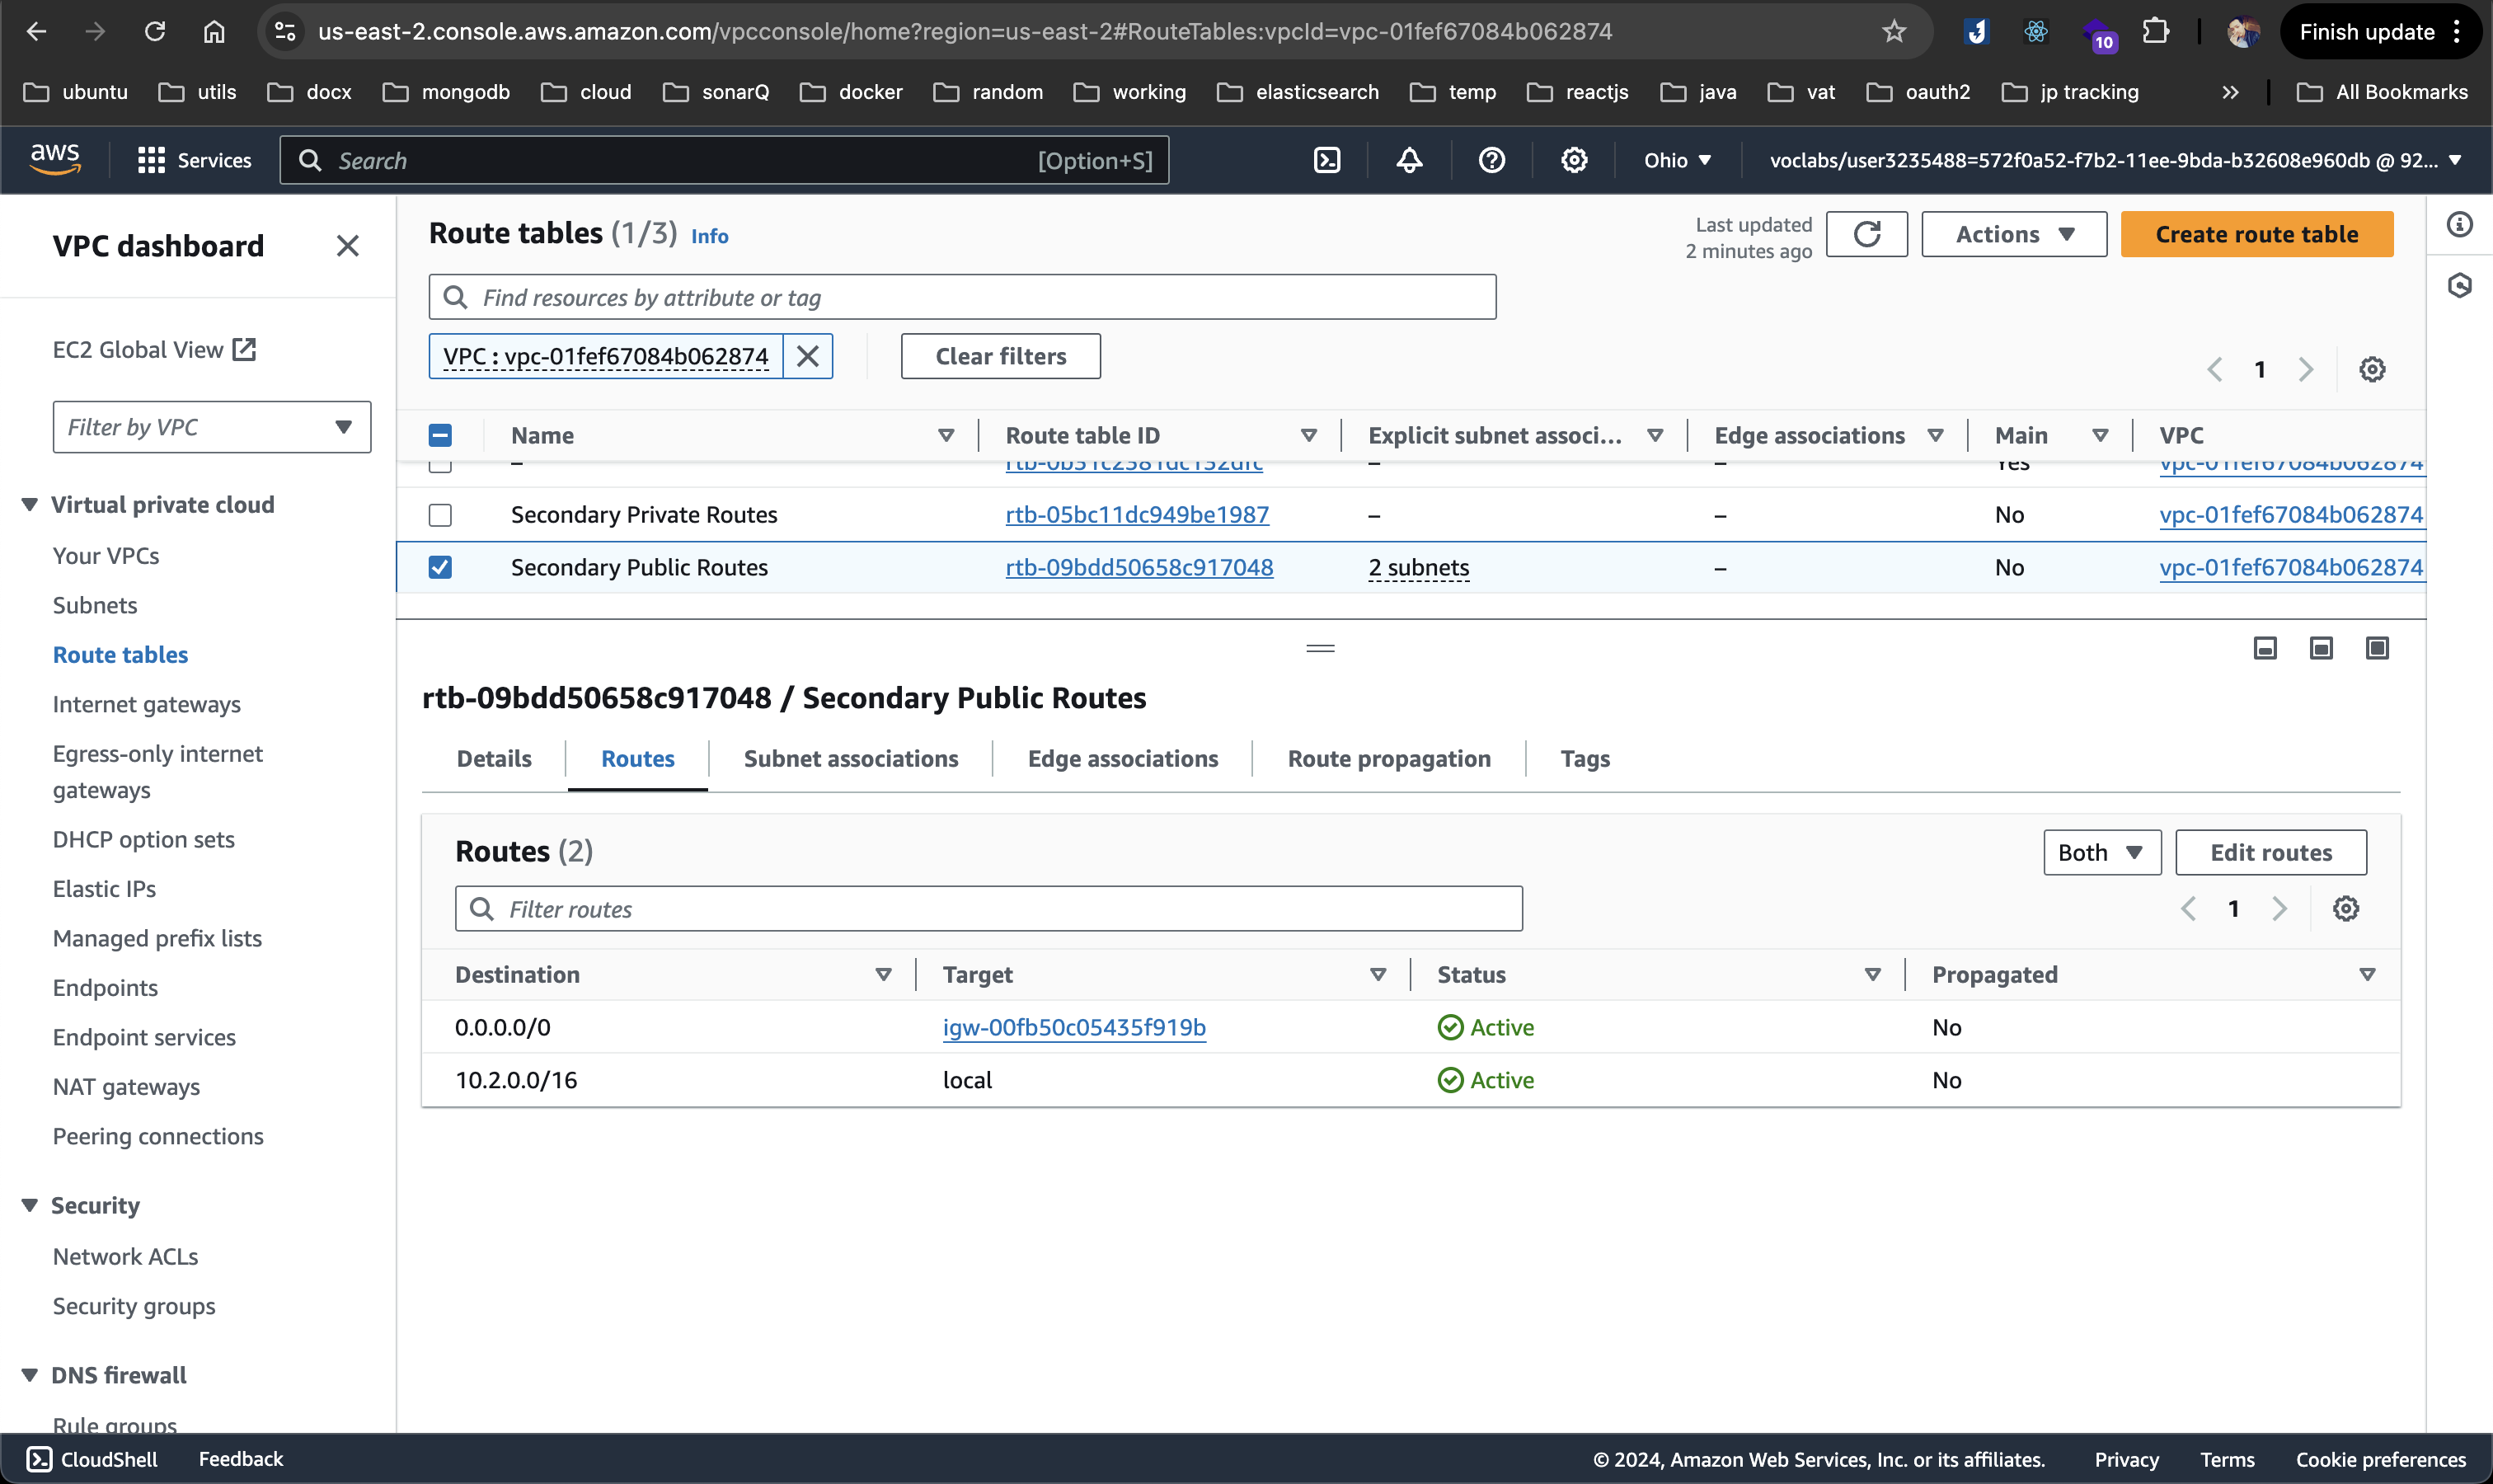 us-east-2.console.aws.amazon.com/vpcconsole/home?region=us-east-2#RouteTables:vpcId=vpc-01fef67084b062874
10
Finish update
ubuntu utils docx mongodb cloud sonarQ docker random working elasticsearch temp reactjs java vat oauth2 jp tracking » All Bookmarks
aws Services Search [Option+S] Ohio voclabs/user3235488=572f0a52-f7b2-11ee-9bda-b32608e960db @ 92...
VPC dashboard
EC2 Global View
Filter by VPC
Virtual private cloud
Your VPCs
Subnets
Route tables
Internet gateways
Egress-only internet
gateways
DHCP option sets
Elastic IPs
Managed prefix lists
Endpoints
Endpoint services
NAT gateways
Peering connections
Security
Network ACLs
Security groups
DNS firewall
Rule groups
Route tables (1/3) Info
Last updated
2 minutes ago
Actions
Create route table
Find resources by attribute or tag
VPC : vpc-01fef67084b062874
Clear filters
1
Name Route table ID Explicit subnet associ... Edge associations Main VPC
– rtb-0b51c2581dc152dfc – – Yes vpc-01fef67084b062874
Secondary Private Routes rtb-05bc11dc949be1987 – – No vpc-01fef67084b062874
Secondary Public Routes rtb-09bdd50658c917048 2 subnets – No vpc-01fef67084b062874
rtb-09bdd50658c917048 / Secondary Public Routes
Details Routes Subnet associations Edge associations Route propagation Tags
Routes (2)
Both
Edit routes
Filter routes
1
Destination Target Status Propagated
0.0.0.0/0 igw-00fb50c05435f919b Active No
10.2.0.0/16 local Active No
CloudShell Feedback © 2024, Amazon Web Services, Inc. or its affiliates. Privacy Terms Cookie preferences